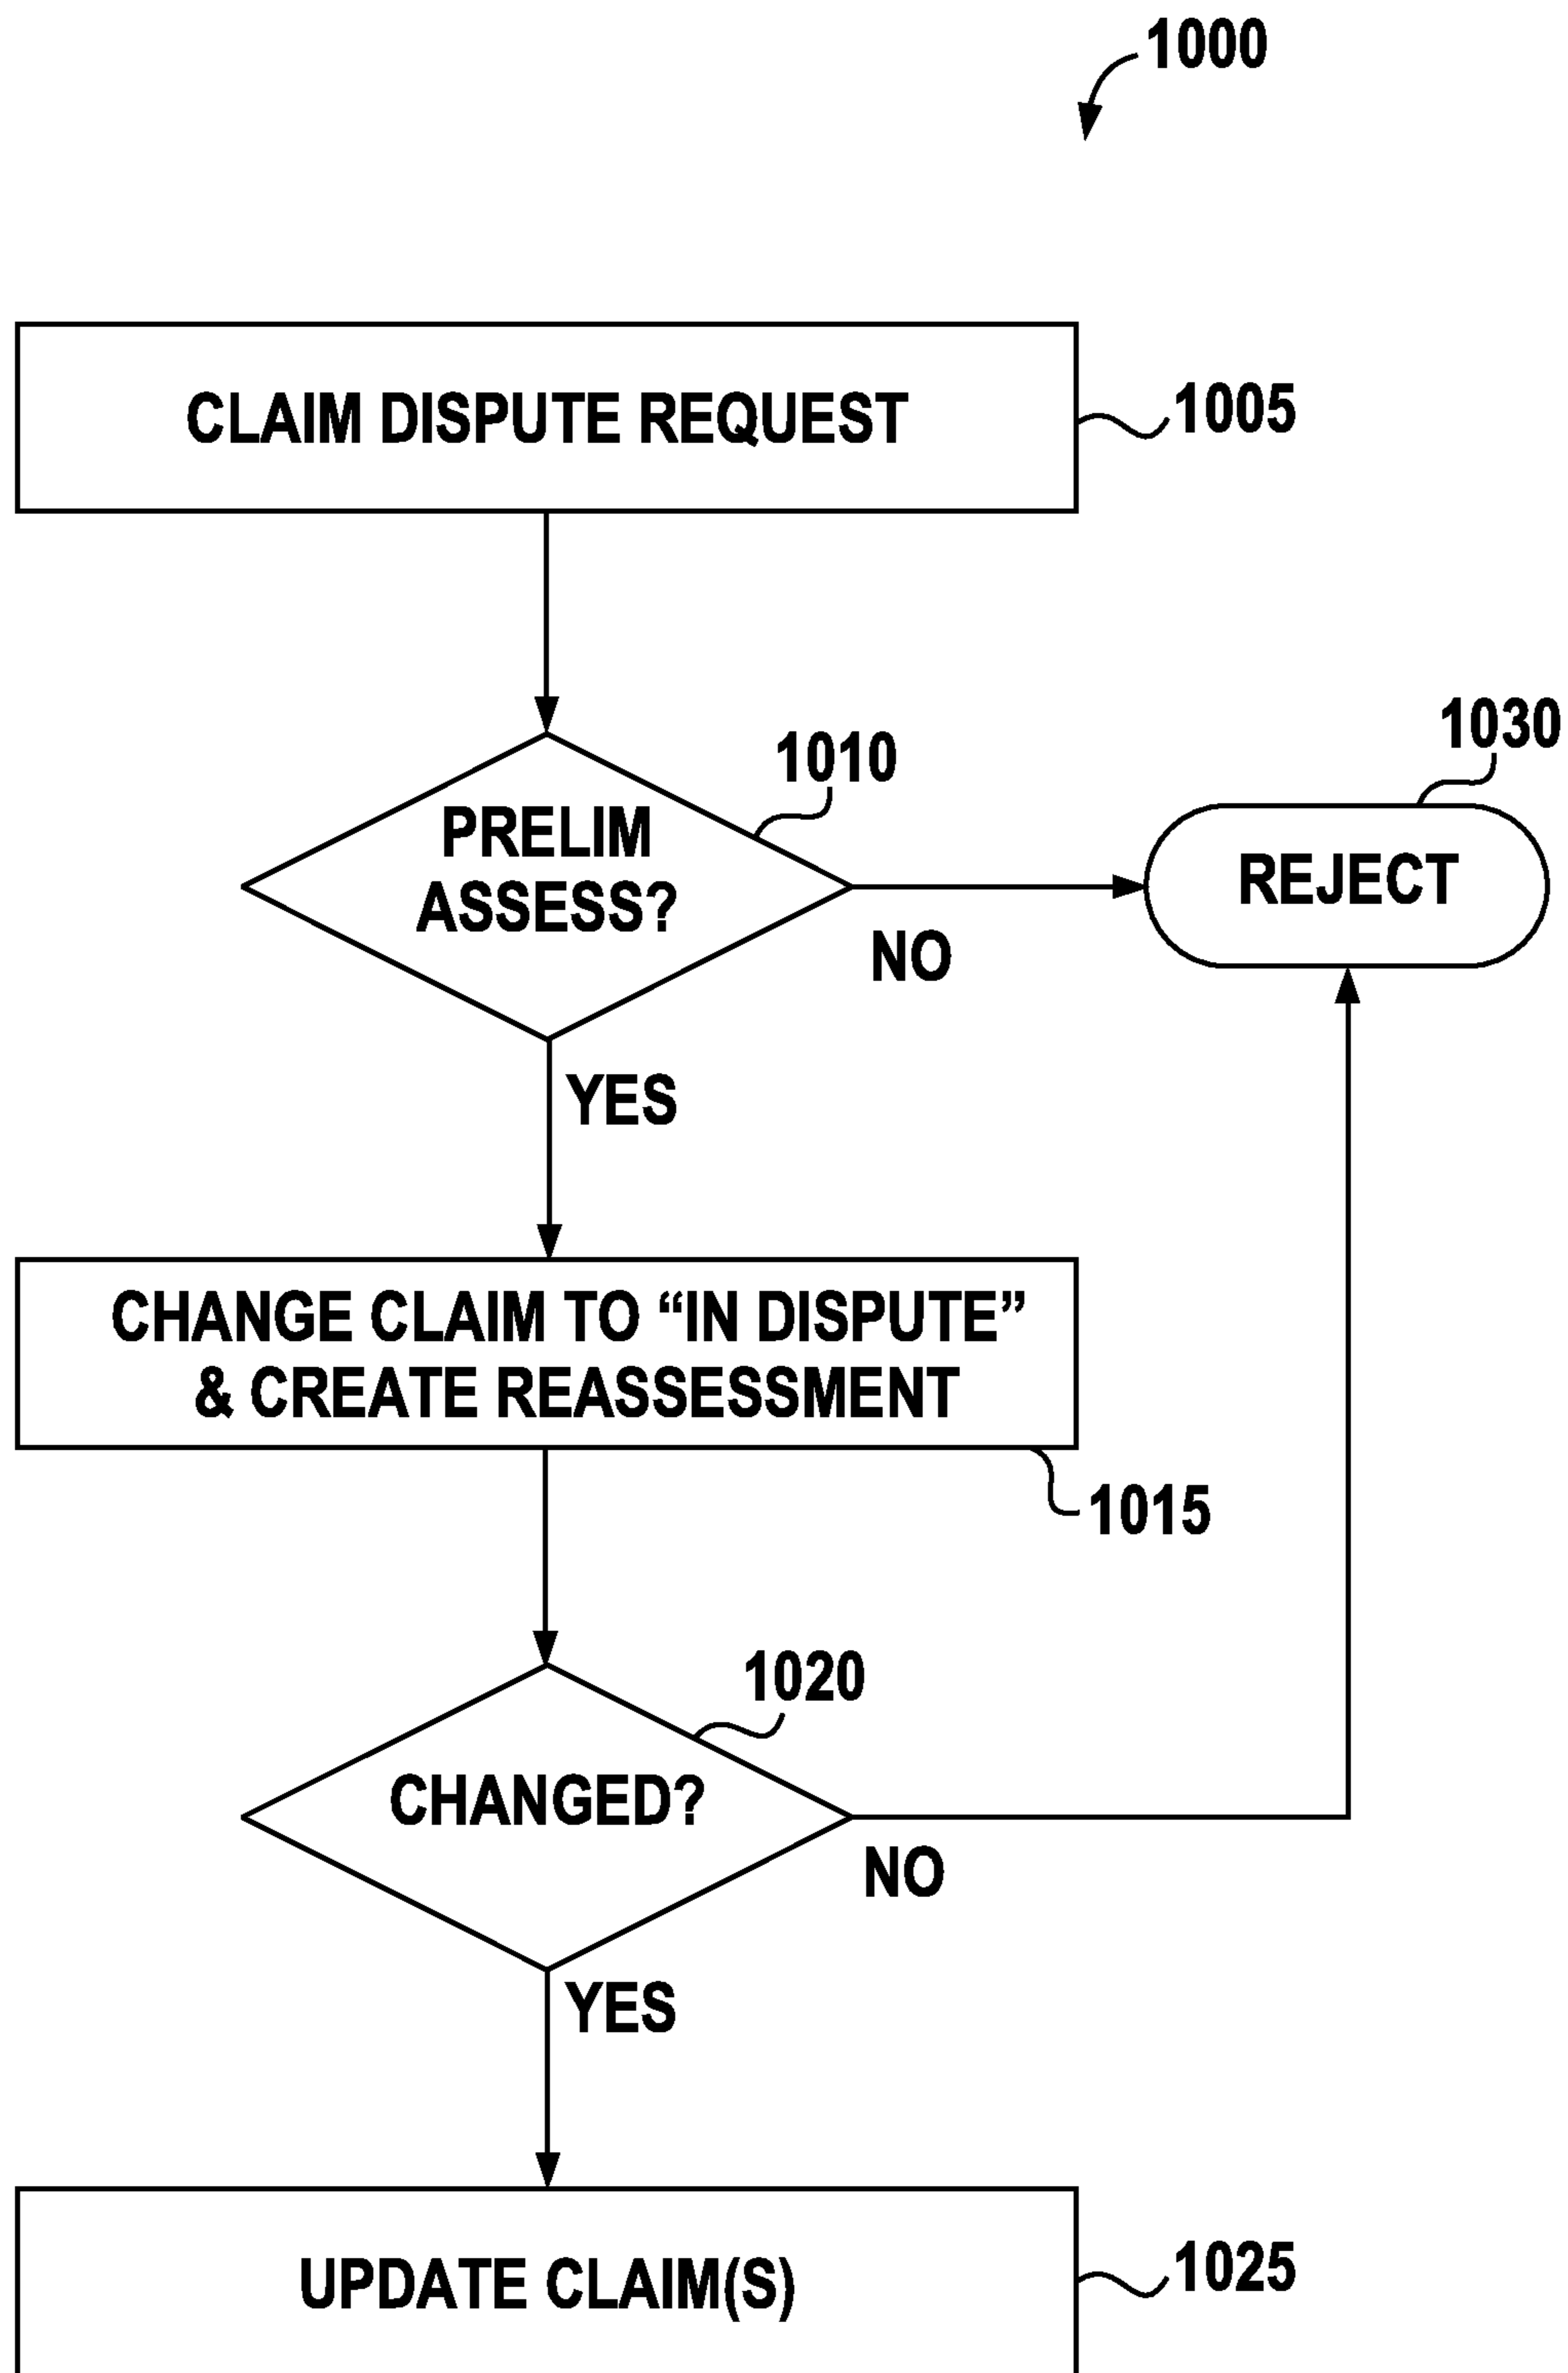 1000
CLAIM DISPUTE REQUEST
1005
1010
PRELIM
ASSESS?
NO
1030
REJECT
YES
CHANGE CLAIM TO “IN DISPUTE”
& CREATE REASSESSMENT
1015
1020
CHANGED?
NO
YES
UPDATE CLAIM(S)
1025